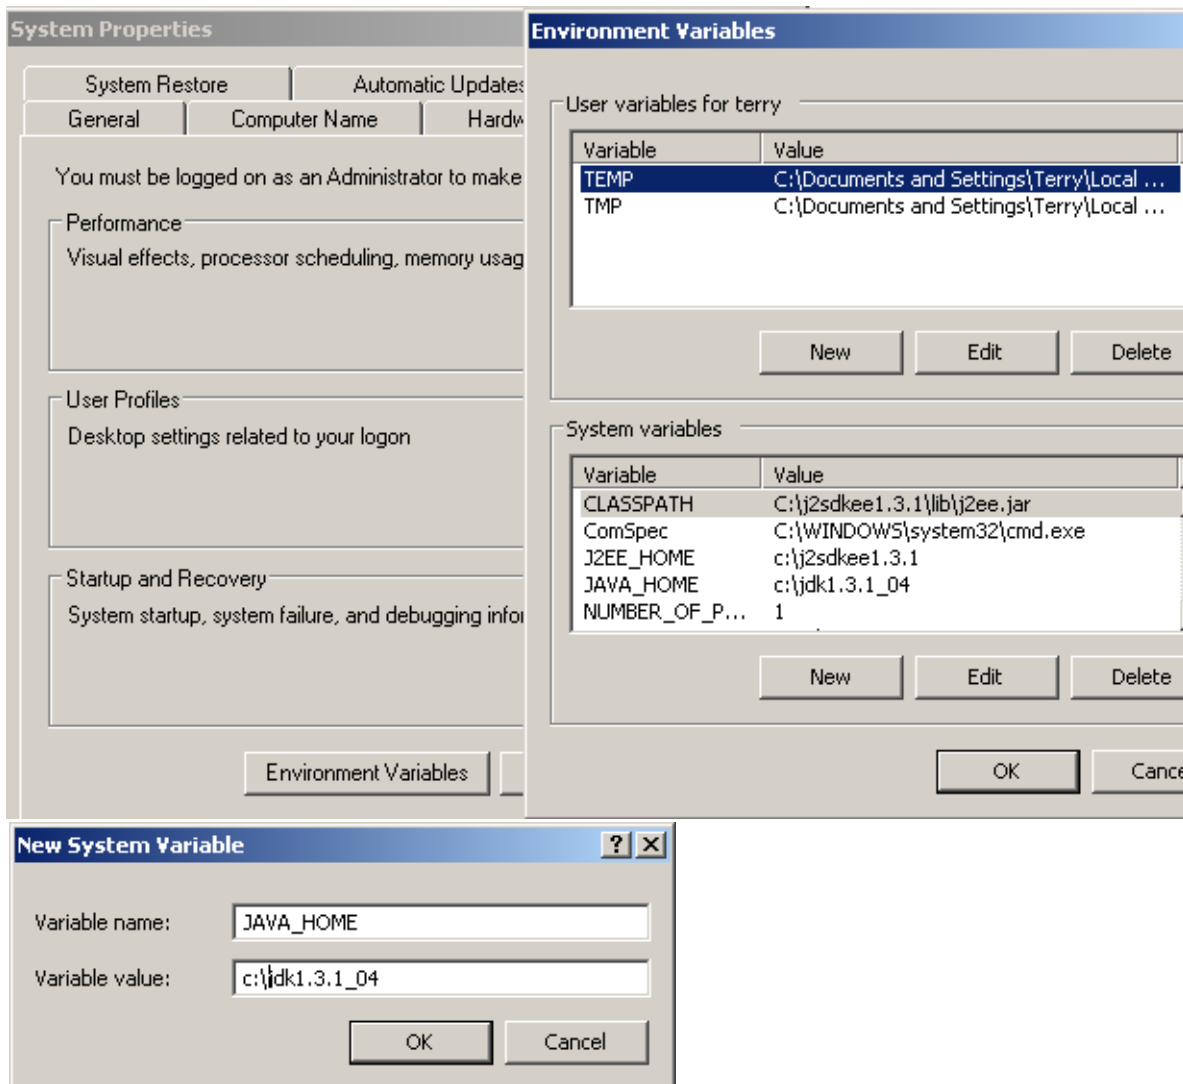 System Properties
System Restore Automatic Updates
General Computer Name Hardw
You must be logged on as an Administrator to make
Performance
Visual effects, processor scheduling, memory usag
User Profiles
Desktop settings related to your logon
Startup and Recovery
System startup, system failure, and debugging infor
Environment Variables
Environment Variables
User variables for terry
Variable Value
TEMP C:\Documents and Settings\Terry\Local ...
TMP C:\Documents and Settings\Terry\Local ...
New Edit Delete
System variables
Variable Value
CLASSPATH C:\j2sdkee1.3.1\lib\j2ee.jar
ComSpec C:\WINDOWS\system32\cmd.exe
J2EE_HOME c:\j2sdkee1.3.1
JAVA_HOME c:\jdk1.3.1_04
NUMBER_OF_P... 1
New Edit Delete
OK Cance
New System Variable
Variable name: JAVA_HOME
Variable value: c:\jdk1.3.1_04
OK Cancel